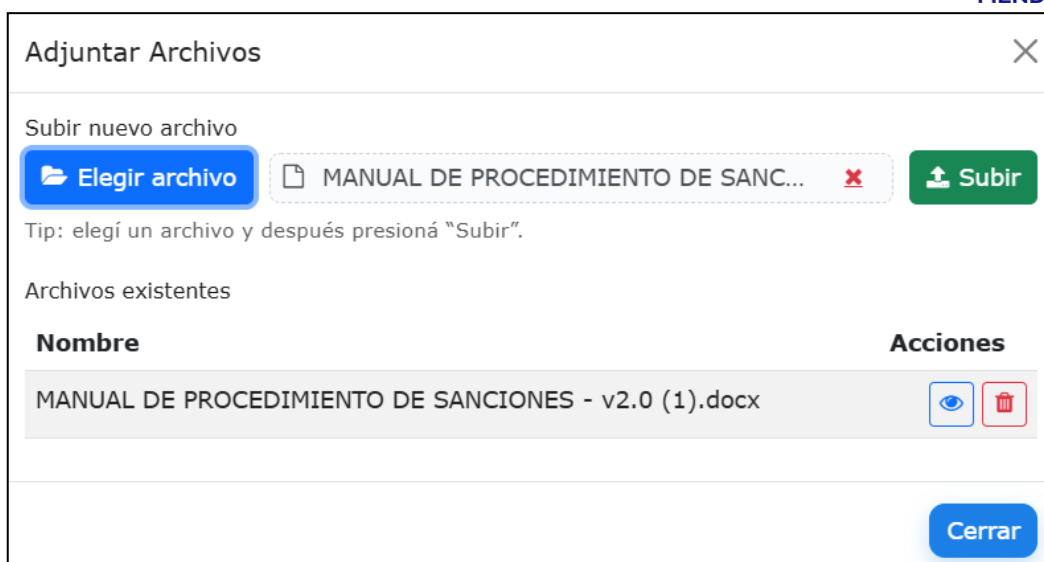 Adjuntar Archivos
Subir nuevo archivo
Elegir archivo MANUAL DE PROCEDIMIENTO DE SANC... Subir
Tip: elegí un archivo y después presioná “Subir”.
Archivos existentes
Nombre Acciones
MANUAL DE PROCEDIMIENTO DE SANCIONES - v2.0 (1).docx
Cerrar